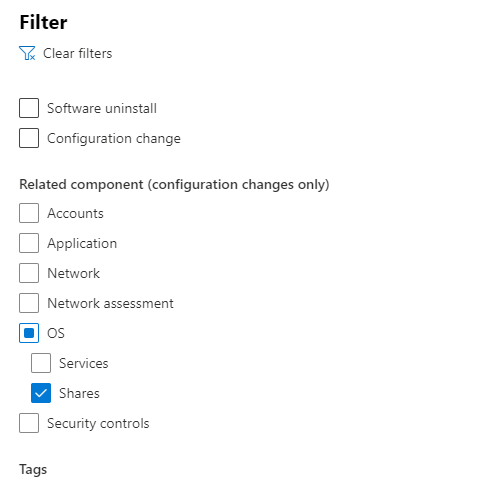 Filter
Clear filters
Software uninstall
Configuration change
Related component (configuration changes only)
Accounts
Application
Network
Network assessment
OS
Services
Shares
Security controls
Tags